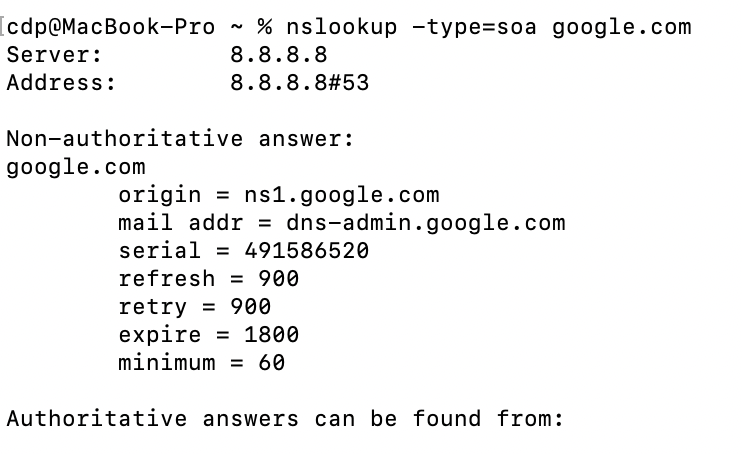 [cdp@MacBook-Pro ~ % nslookup -type=soa google.com
Server: 8.8.8.8
Address: 8.8.8.8#53
Non-authoritative answer:
google.com
origin = ns1.google.com
mail addr = dns-admin.google.com
serial = 491586520
refresh = 900
retry = 900
expire = 1800
minimum = 60
Authoritative answers can be found from: